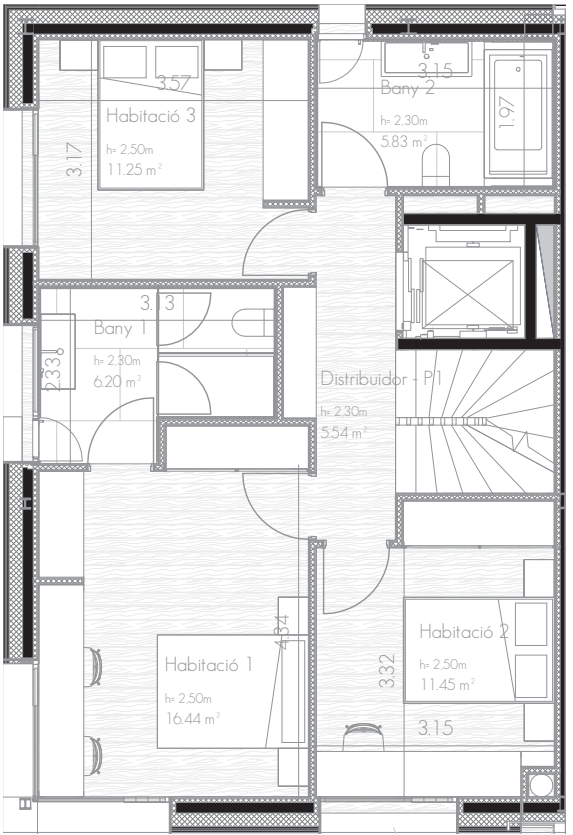 3.57
Habitació 3
h= 2,50m
11.25 m²
3.17
3.15
Bany 2
h= 2,30m
5.83 m²
1.97
3.13
Bany 1
h= 2,30m
6.20 m²
2.33
Distribuidor - P1
h= 2,30m
5.54 m²
4.34
Habitació 1
h= 2,50m
16.44 m²
Habitació 2
h= 2,50m
11.45 m²
3.32
3.15